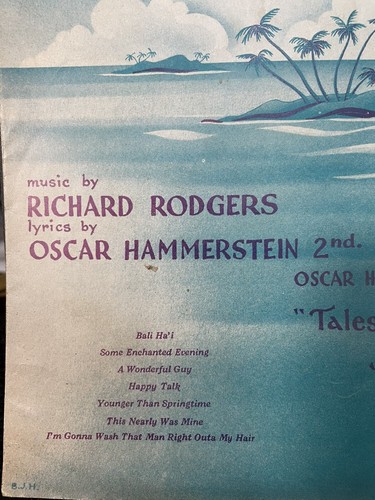 music by
RICHARD RODGERS
lyrics by
OSCAR HAMMERSTEIN 2nd.
OSCAR H
"Tales
Bali Ha'i
Some Enchanted Evening
A Wonderful Guy
Happy Talk
Younger Than Springtime
This Nearly Was Mine
I'm Gonna Wash That Man Right Outa My Hair
B.J.H.